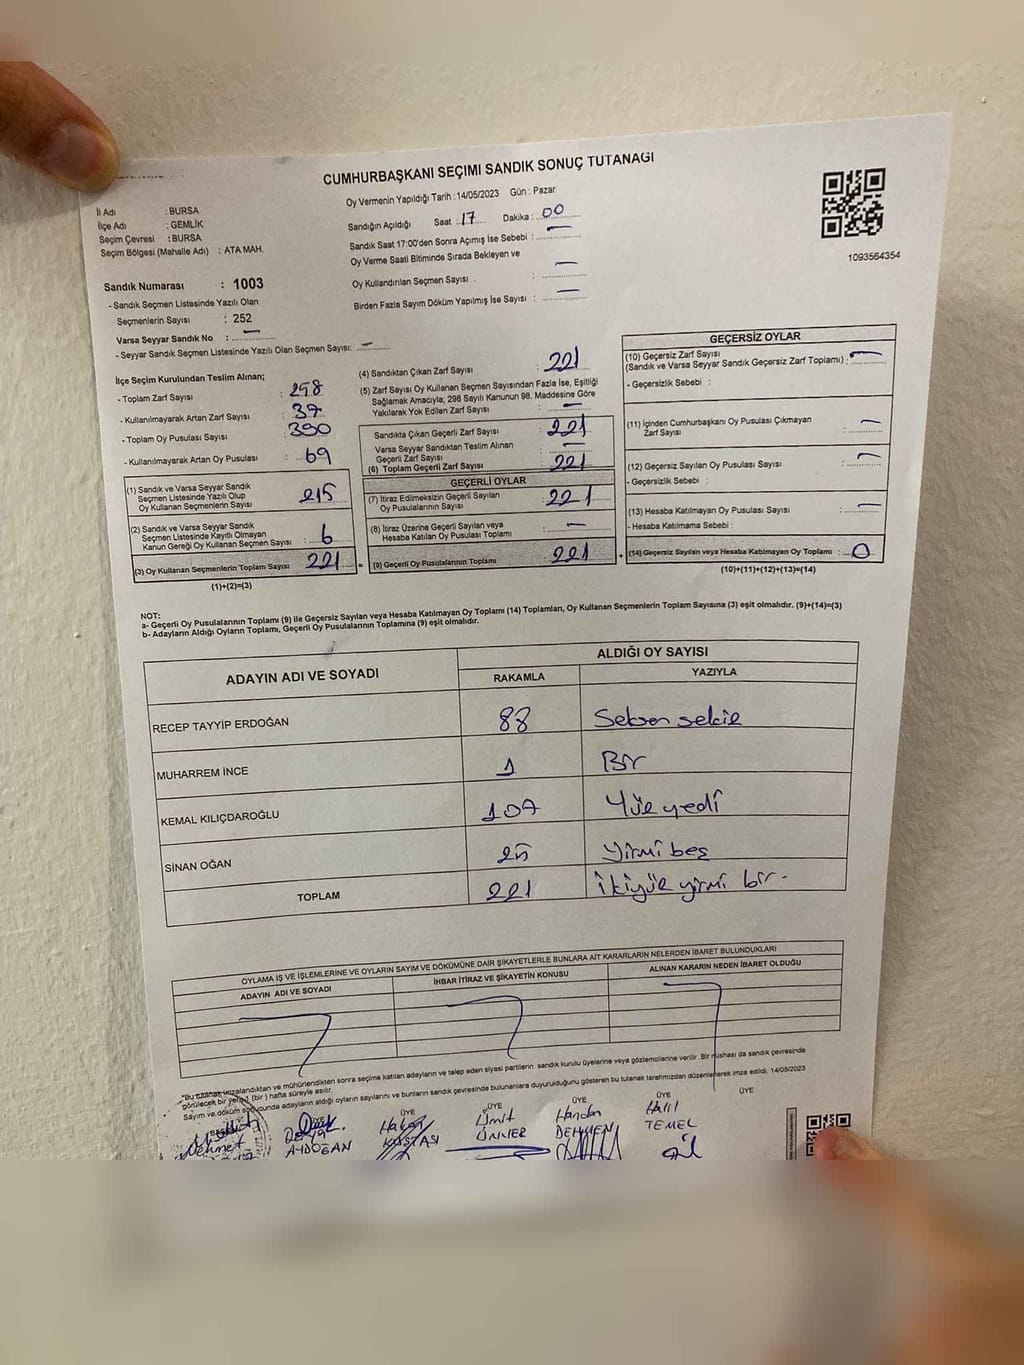 CUMHURBAŞKANI SEÇİMİ SANDIK SONUÇ TUTANAĞI
Oy Vermenin Yapıldığı Tarih :14/05/2023 Gün : Pazar
İl Adı : BURSA
İlçe Adı : GEMLİK
Seçim Çevresi : BURSA
Seçim Bölgesi (Mahalle Adı) : ATA MAH.
Sandığın Açıldığı Saat : 17 Dakika : 00
Sandık Saat 17:00'den Sonra Açımış İse Sebebi : —
Oy Verme Saati Bitiminde Sırada Bekleyen ve
Oy Kullandırılan Seçmen Sayısı : —
Birden Fazla Sayım Döküm Yapılmış İse Sayısı : —
1093564354
Sandık Numarası : 1003
- Sandık Seçmen Listesinde Yazılı Olan
Seçmenlerin Sayısı : 252
Varsa Seyyar Sandık No : —
- Seyyar Sandık Seçmen Listesinde Yazılı Olan Seçmen Sayısı: —
İlçe Seçim Kurulundan Teslim Alınan;
- Toplam Zarf Sayısı : 258
- Kullanılmayarak Artan Zarf Sayısı : 37
- Toplam Oy Pusulası Sayısı : 390
- Kullanılmayarak Artan Oy Pusulası : 69
(1) Sandık ve Varsa Seyyar Sandık
Seçmen Listesinde Yazılı Olup
Oy Kullanan Seçmenlerin Sayısı : 215
(2) Sandık ve Varsa Seyyar Sandık
Seçmen Listesinde Kayıtlı Olmayan
Kanun Gereği Oy Kullanan Seçmen Sayısı : 6
(3) Oy Kullanan Seçmenlerin Toplam Sayısı : 221
(1)+(2)=(3)
(4) Sandıktan Çıkan Zarf Sayısı : 221
(5) Zarf Sayısı Oy Kullanan Seçmen Sayısından Fazla İse, Eşitliği
Sağlamak Amacıyla; 298 Sayılı Kanunun 98. Maddesine Göre
Yakılarak Yok Edilen Zarf Sayısı : —
Sandıkta Çıkan Geçerli Zarf Sayısı : 221
Varsa Seyyar Sandıktan Teslim Alınan
Geçerli Zarf Sayısı : —
(6) Toplam Geçerli Zarf Sayısı : 221
GEÇERLİ OYLAR
(7) İtiraz Edilmeksizin Geçerli Sayılan
Oy Pusulalarının Sayısı : 221
(8) İtiraz Üzerine Geçerli Sayılan veya
Hesaba Katılan Oy Pusulası Toplamı : —
= (9) Geçerli Oy Pusulalarının Toplamı : 221 +
GEÇERSİZ OYLAR
(10) Geçersiz Zarf Sayısı
(Sandık ve Varsa Seyyar Sandık Geçersiz Zarf Toplamı) : —
- Geçersizlik Sebebi :
(11) İçinden Cumhurbaşkanı Oy Pusulası Çıkmayan
Zarf Sayısı : —
(12) Geçersiz Sayılan Oy Pusulası Sayısı : —
- Geçersizlik Sebebi :
(13) Hesaba Katılmayan Oy Pusulası Sayısı : —
- Hesaba Katılmama Sebebi :
(14) Geçersiz Sayılan veya Hesaba Katılmayan Oy Toplamı : 0
(10)+(11)+(12)+(13)=(14)
NOT:
a- Geçerli Oy Pusulalarının Toplamı (9) ile Geçersiz Sayılan veya Hesaba Katılmayan Oy Toplamı (14) Toplamları, Oy Kullanan Seçmenlerin Toplam Sayısına (3) eşit olmalıdır. (9)+(14)=(3)
b- Adayların Aldığı Oyların Toplamı, Geçerli Oy Pusulalarının Toplamına (9) eşit olmalıdır.
ADAYIN ADI VE SOYADI ALDIĞI OY SAYISI
RAKAMLA YAZIYLA
RECEP TAYYİP ERDOĞAN 88 Seksen sekiz
MUHARREM İNCE 1 Bir
KEMAL KILIÇDAROĞLU 107 Yüz yedi
SİNAN OĞAN 25 Yirmi beş
TOPLAM 221 İkiyüz yirmi bir.
OYLAMA İŞ VE İŞLEMLERİNE VE OYLARIN SAYIM VE DÖKÜMÜNE DAİR ŞİKAYETLERLE BUNLARA AİT KARARLARIN NELERDEN İBARET BULUNDUKLARI
ADAYIN ADI VE SOYADI İHBAR İTİRAZ VE ŞİKAYETİN KONUSU ALINAN KARARIN NEDEN İBARET OLDUĞU
"Bu tutanak imzalandıktan ve mühürlendikten sonra seçime katılan adayların ve talep eden siyasi partilerin sandık kurulu üyelerine veya gözlemcilerine verilir. Bir nüshası da sandık çevresinde
görülecek bir yere 1 (bir) hafta süreyle asılır.
Sayım ve döküm sonucunda adayların aldığı oyların sayılarını ve bunların sandık çevresinde bulunanlara duyurulduğunu gösteren bu tutanak tarafımızdan düzenlenerek imza edildi. 14/05/2023
ÜYE ÜYE ÜYE ÜYE ÜYE
Mehmet
AYDOĞAN
Hakan
Ümit ÜNLÜER
Handan
Halil TEMEL